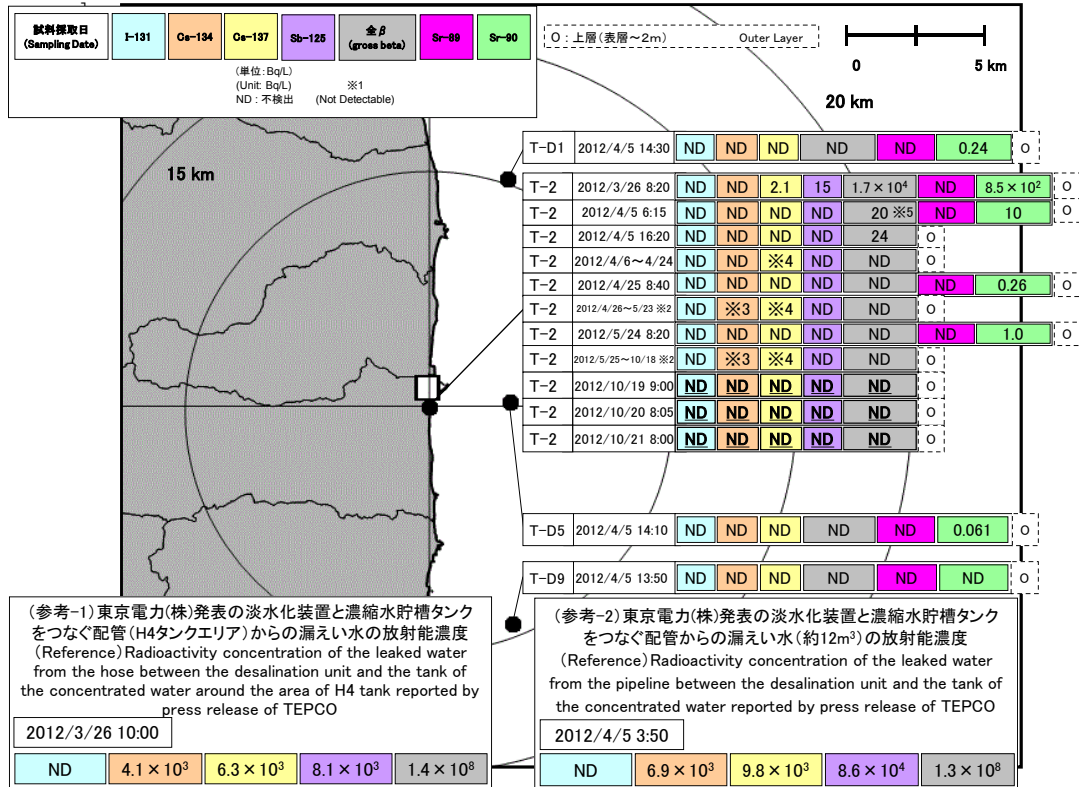 試料採取日
(Sampling Date)
I-131
Cs-134
Cs-137
Sb-125
全β
(gross beta)
Sr-89
Sr-90
(単位:Bq/L)
(Unit: Bq/L) ※1
ND : 不検出 (Not Detectable)
O : 上層(表層~2m) Outer Layer
0 5 km
20 km
15 km
T-D1 2012/4/5 14:30 ND ND ND ND ND 0.24 O
T-2 2012/3/26 8:20 ND ND 2.1 15 1.7×10⁴ ND 8.5×10² O
T-2 2012/4/5 6:15 ND ND ND ND 20 ※5 ND 10 O
T-2 2012/4/5 16:20 ND ND ND ND 24 O
T-2 2012/4/6~4/24 ND ND ※4 ND ND O
T-2 2012/4/25 8:40 ND ND ND ND ND ND 0.26 O
T-2 2012/4/26~5/23 ※2 ND ※3 ※4 ND ND O
T-2 2012/5/24 8:20 ND ND ND ND ND ND 1.0 O
T-2 2012/5/25~10/18 ※2 ND ※3 ※4 ND ND O
T-2 2012/10/19 9:00 ND ND ND ND ND O
T-2 2012/10/20 8:05 ND ND ND ND ND O
T-2 2012/10/21 8:00 ND ND ND ND ND O
T-D5 2012/4/5 14:10 ND ND ND ND ND 0.061 O
T-D9 2012/4/5 13:50 ND ND ND ND ND ND O
(参考-1)東京電力(株)発表の淡水化装置と濃縮水貯槽タンク
をつなぐ配管(H4タンクエリア)からの漏えい水の放射能濃度
(Reference)Radioactivity concentration of the leaked water
from the hose between the desalination unit and the tank of
the concentrated water around the area of H4 tank reported by
press release of TEPCO
2012/3/26 10:00
ND 4.1×10³ 6.3×10³ 8.1×10³ 1.4×10⁸
(参考-2)東京電力(株)発表の淡水化装置と濃縮水貯槽タンク
をつなぐ配管からの漏えい水(約12m³)の放射能濃度
(Reference)Radioactivity concentration of the leaked water
from the pipeline between the desalination unit and the tank of
the concentrated water reported by press release of TEPCO
2012/4/5 3:50
ND 6.9×10³ 9.8×10³ 8.6×10⁴ 1.3×10⁸